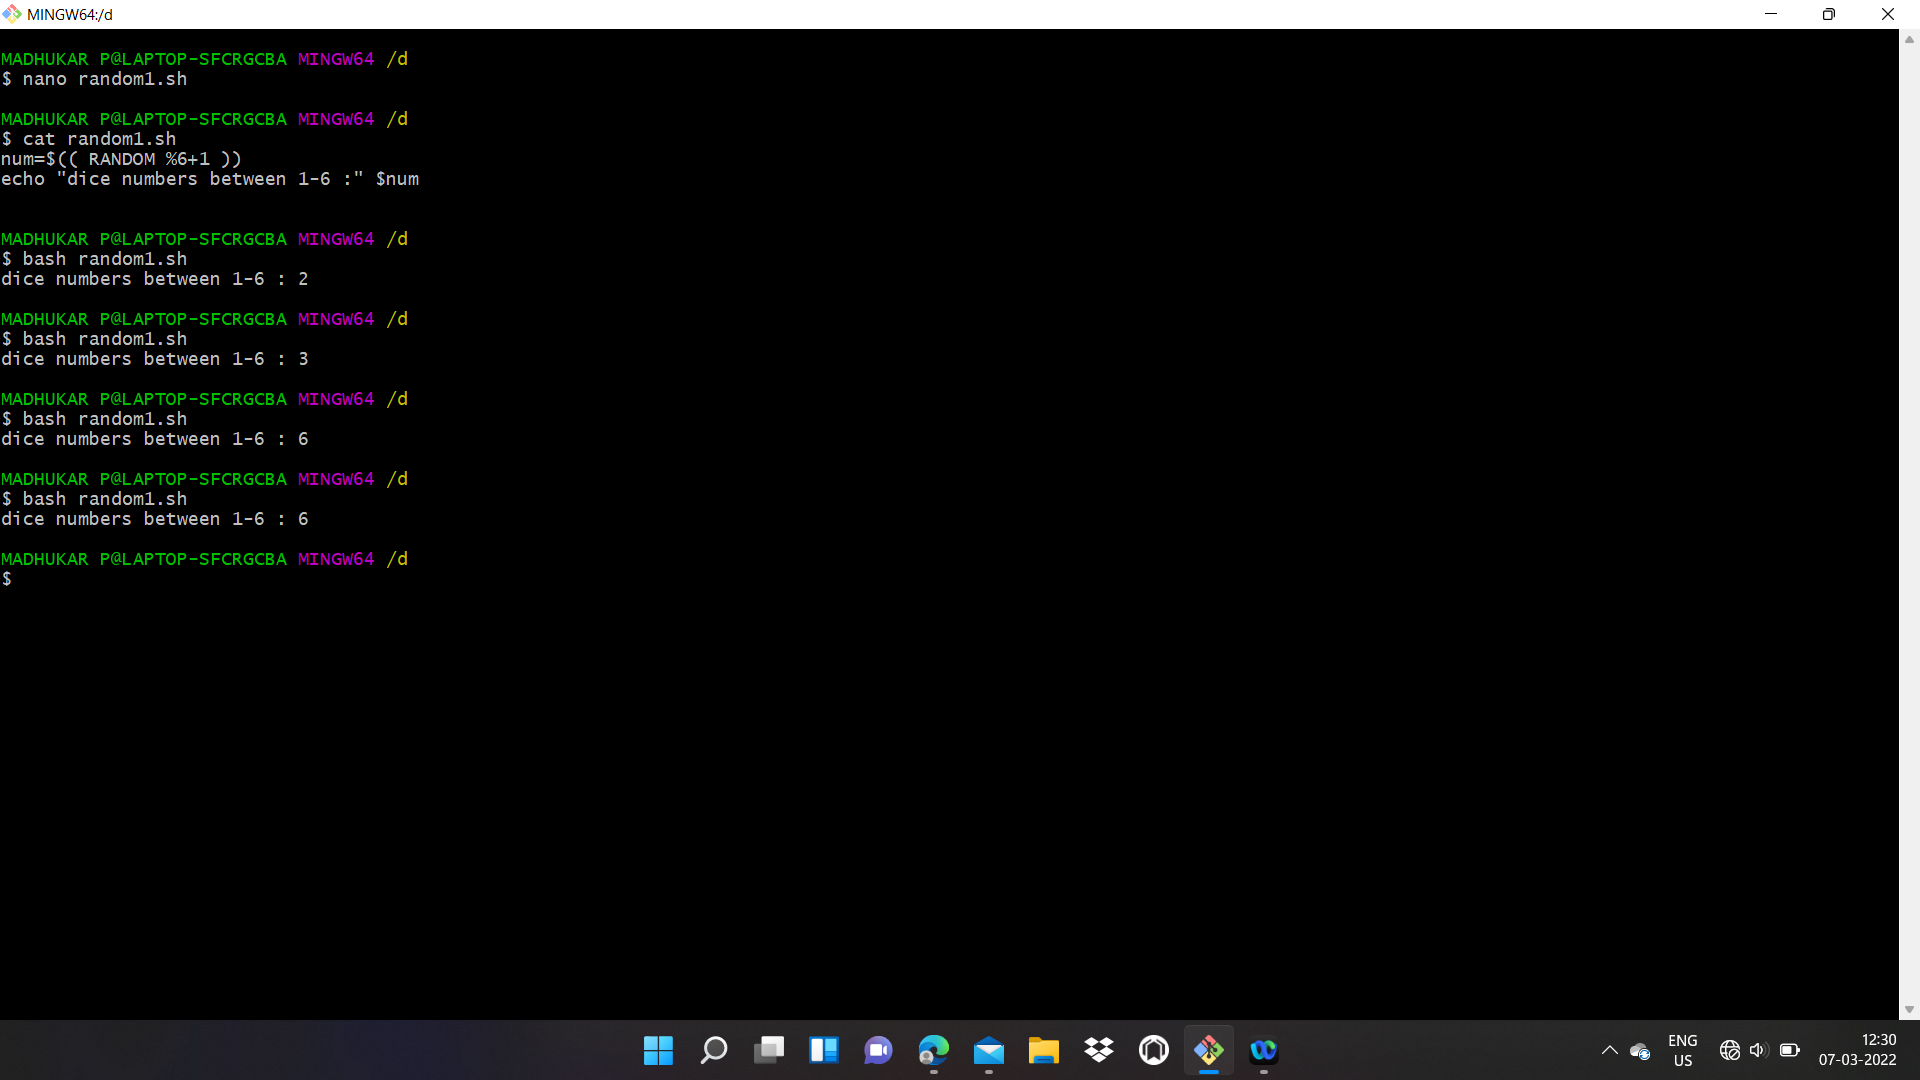 MINGW64:/d
MADHUKAR P@LAPTOP-SFCRGCBA MINGW64 /d
$ nano random1.sh
MADHUKAR P@LAPTOP-SFCRGCBA MINGW64 /d
$ cat random1.sh
num=$(( RANDOM %6+1 ))
echo "dice numbers between 1-6 :" $num
MADHUKAR P@LAPTOP-SFCRGCBA MINGW64 /d
$ bash random1.sh
dice numbers between 1-6 : 2
MADHUKAR P@LAPTOP-SFCRGCBA MINGW64 /d
$ bash random1.sh
dice numbers between 1-6 : 3
MADHUKAR P@LAPTOP-SFCRGCBA MINGW64 /d
$ bash random1.sh
dice numbers between 1-6 : 6
MADHUKAR P@LAPTOP-SFCRGCBA MINGW64 /d
$ bash random1.sh
dice numbers between 1-6 : 6
MADHUKAR P@LAPTOP-SFCRGCBA MINGW64 /d
$
ENG
US
12:30
07-03-2022